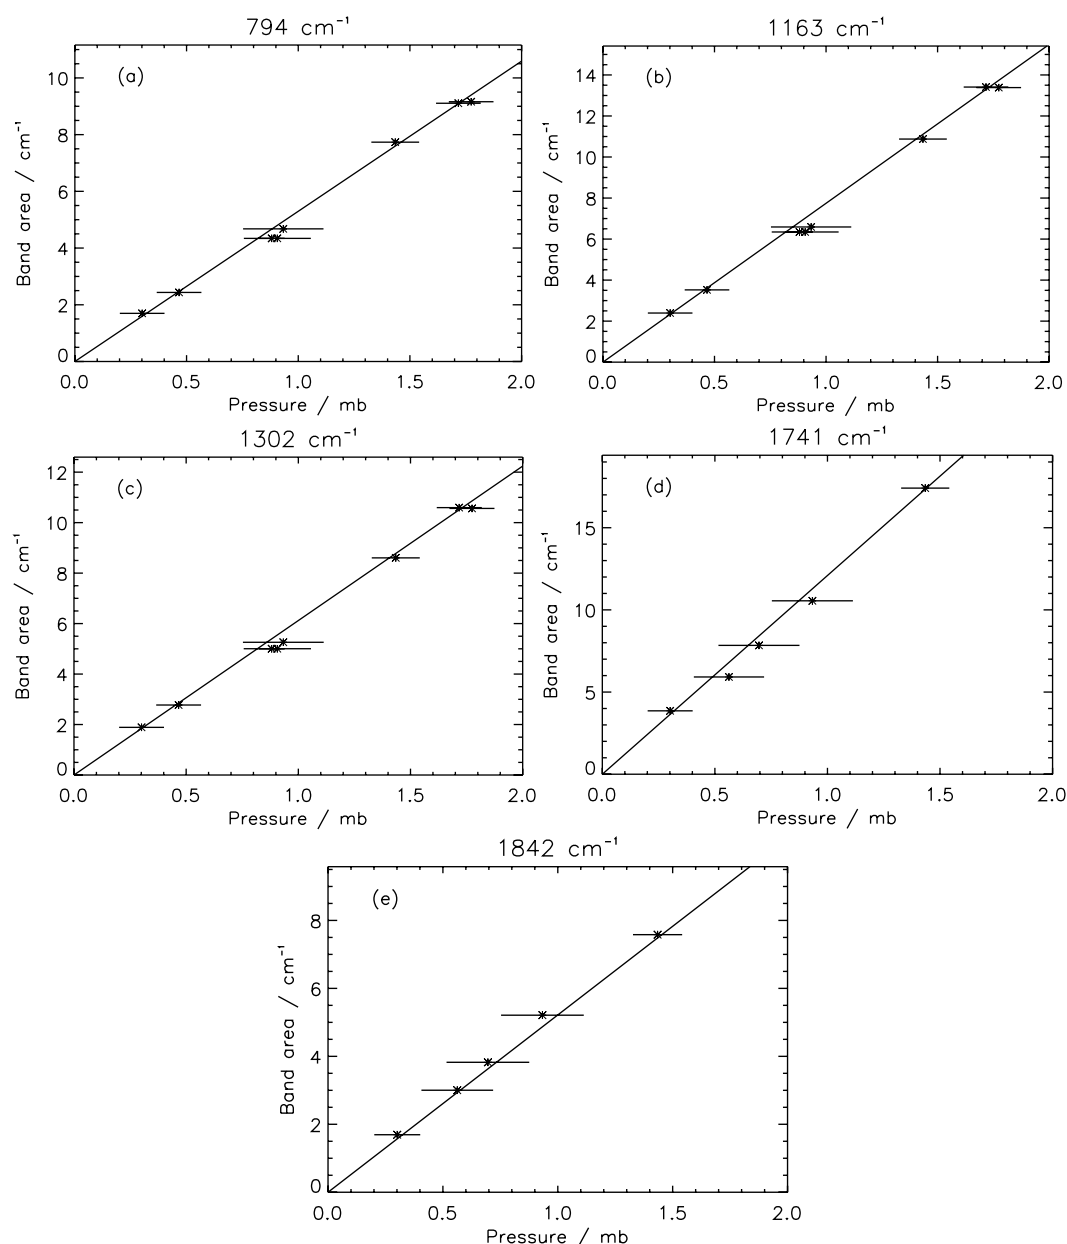 794 cm⁻¹
(a)
Band area / cm⁻¹
10
8
6
4
2
0
0.0 0.5 1.0 1.5 2.0
Pressure / mb
1163 cm⁻¹
(b)
Band area / cm⁻¹
14
12
10
8
6
4
2
0
0.0 0.5 1.0 1.5 2.0
Pressure / mb
1302 cm⁻¹
(c)
Band area / cm⁻¹
12
10
8
6
4
2
0
0.0 0.5 1.0 1.5 2.0
Pressure / mb
1741 cm⁻¹
(d)
Band area / cm⁻¹
15
10
5
0
0.0 0.5 1.0 1.5 2.0
Pressure / mb
1842 cm⁻¹
(e)
Band area / cm⁻¹
8
6
4
2
0
0.0 0.5 1.0 1.5 2.0
Pressure / mb